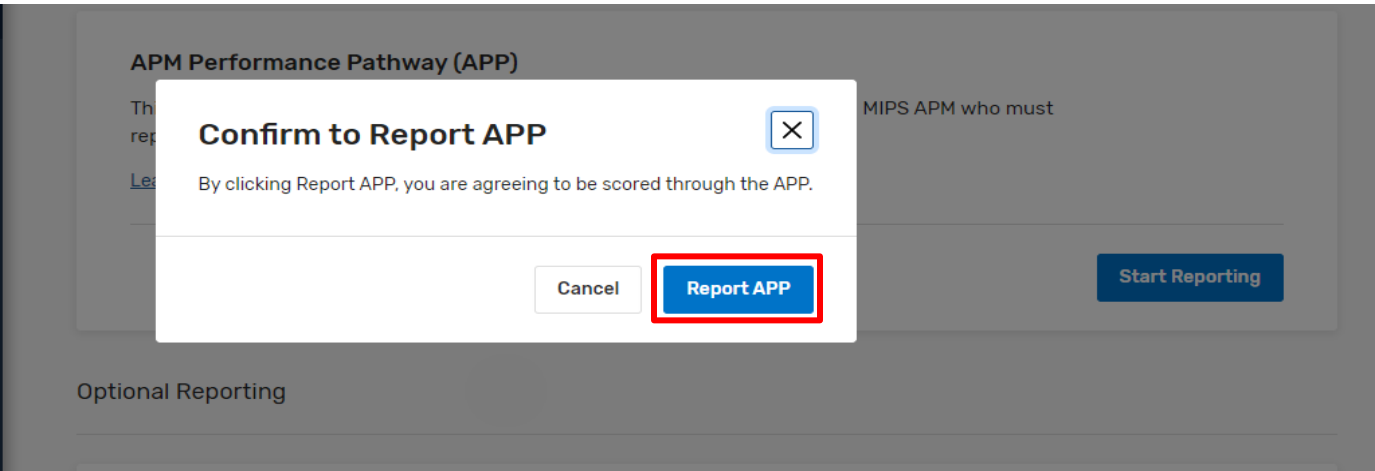 APM Performance Pathway (APP)
Confirm to Report APP
MIPS APM who must
By clicking Report APP, you are agreeing to be scored through the APP.
Cancel
Report APP
Start Reporting
Optional Reporting